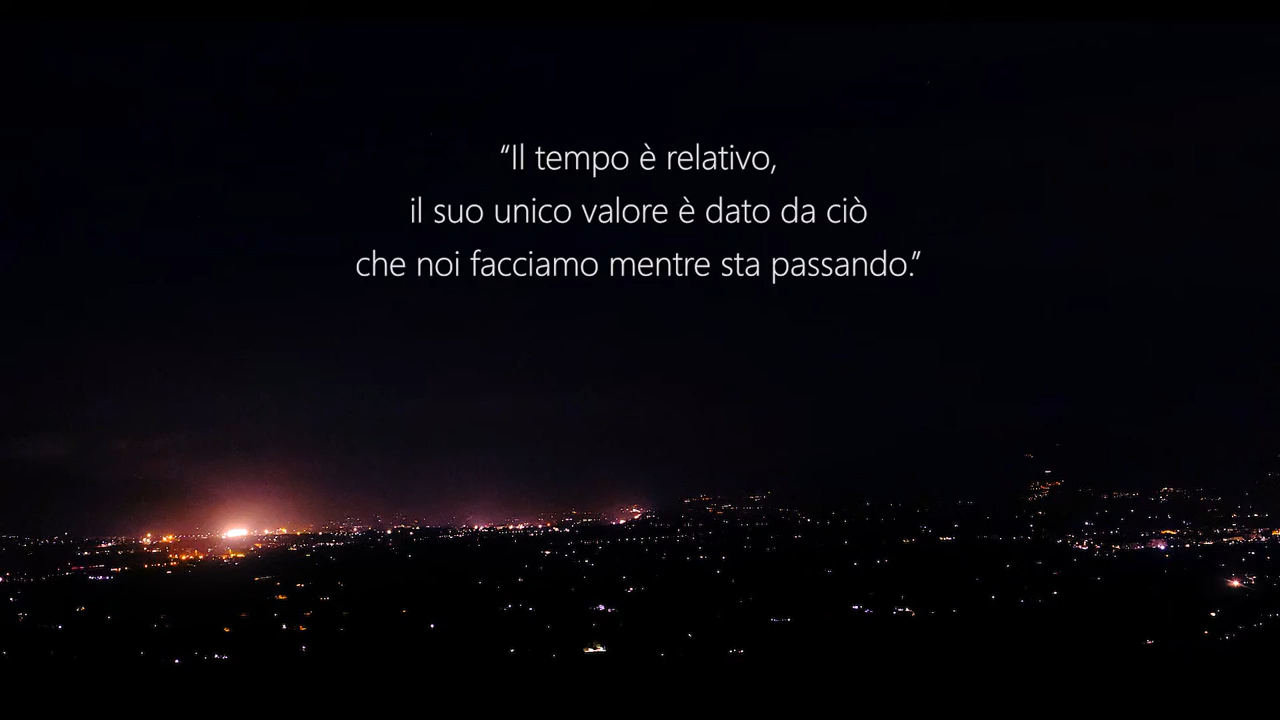 “Il tempo è relativo,
il suo unico valore è dato da ciò
che noi facciamo mentre sta passando.”